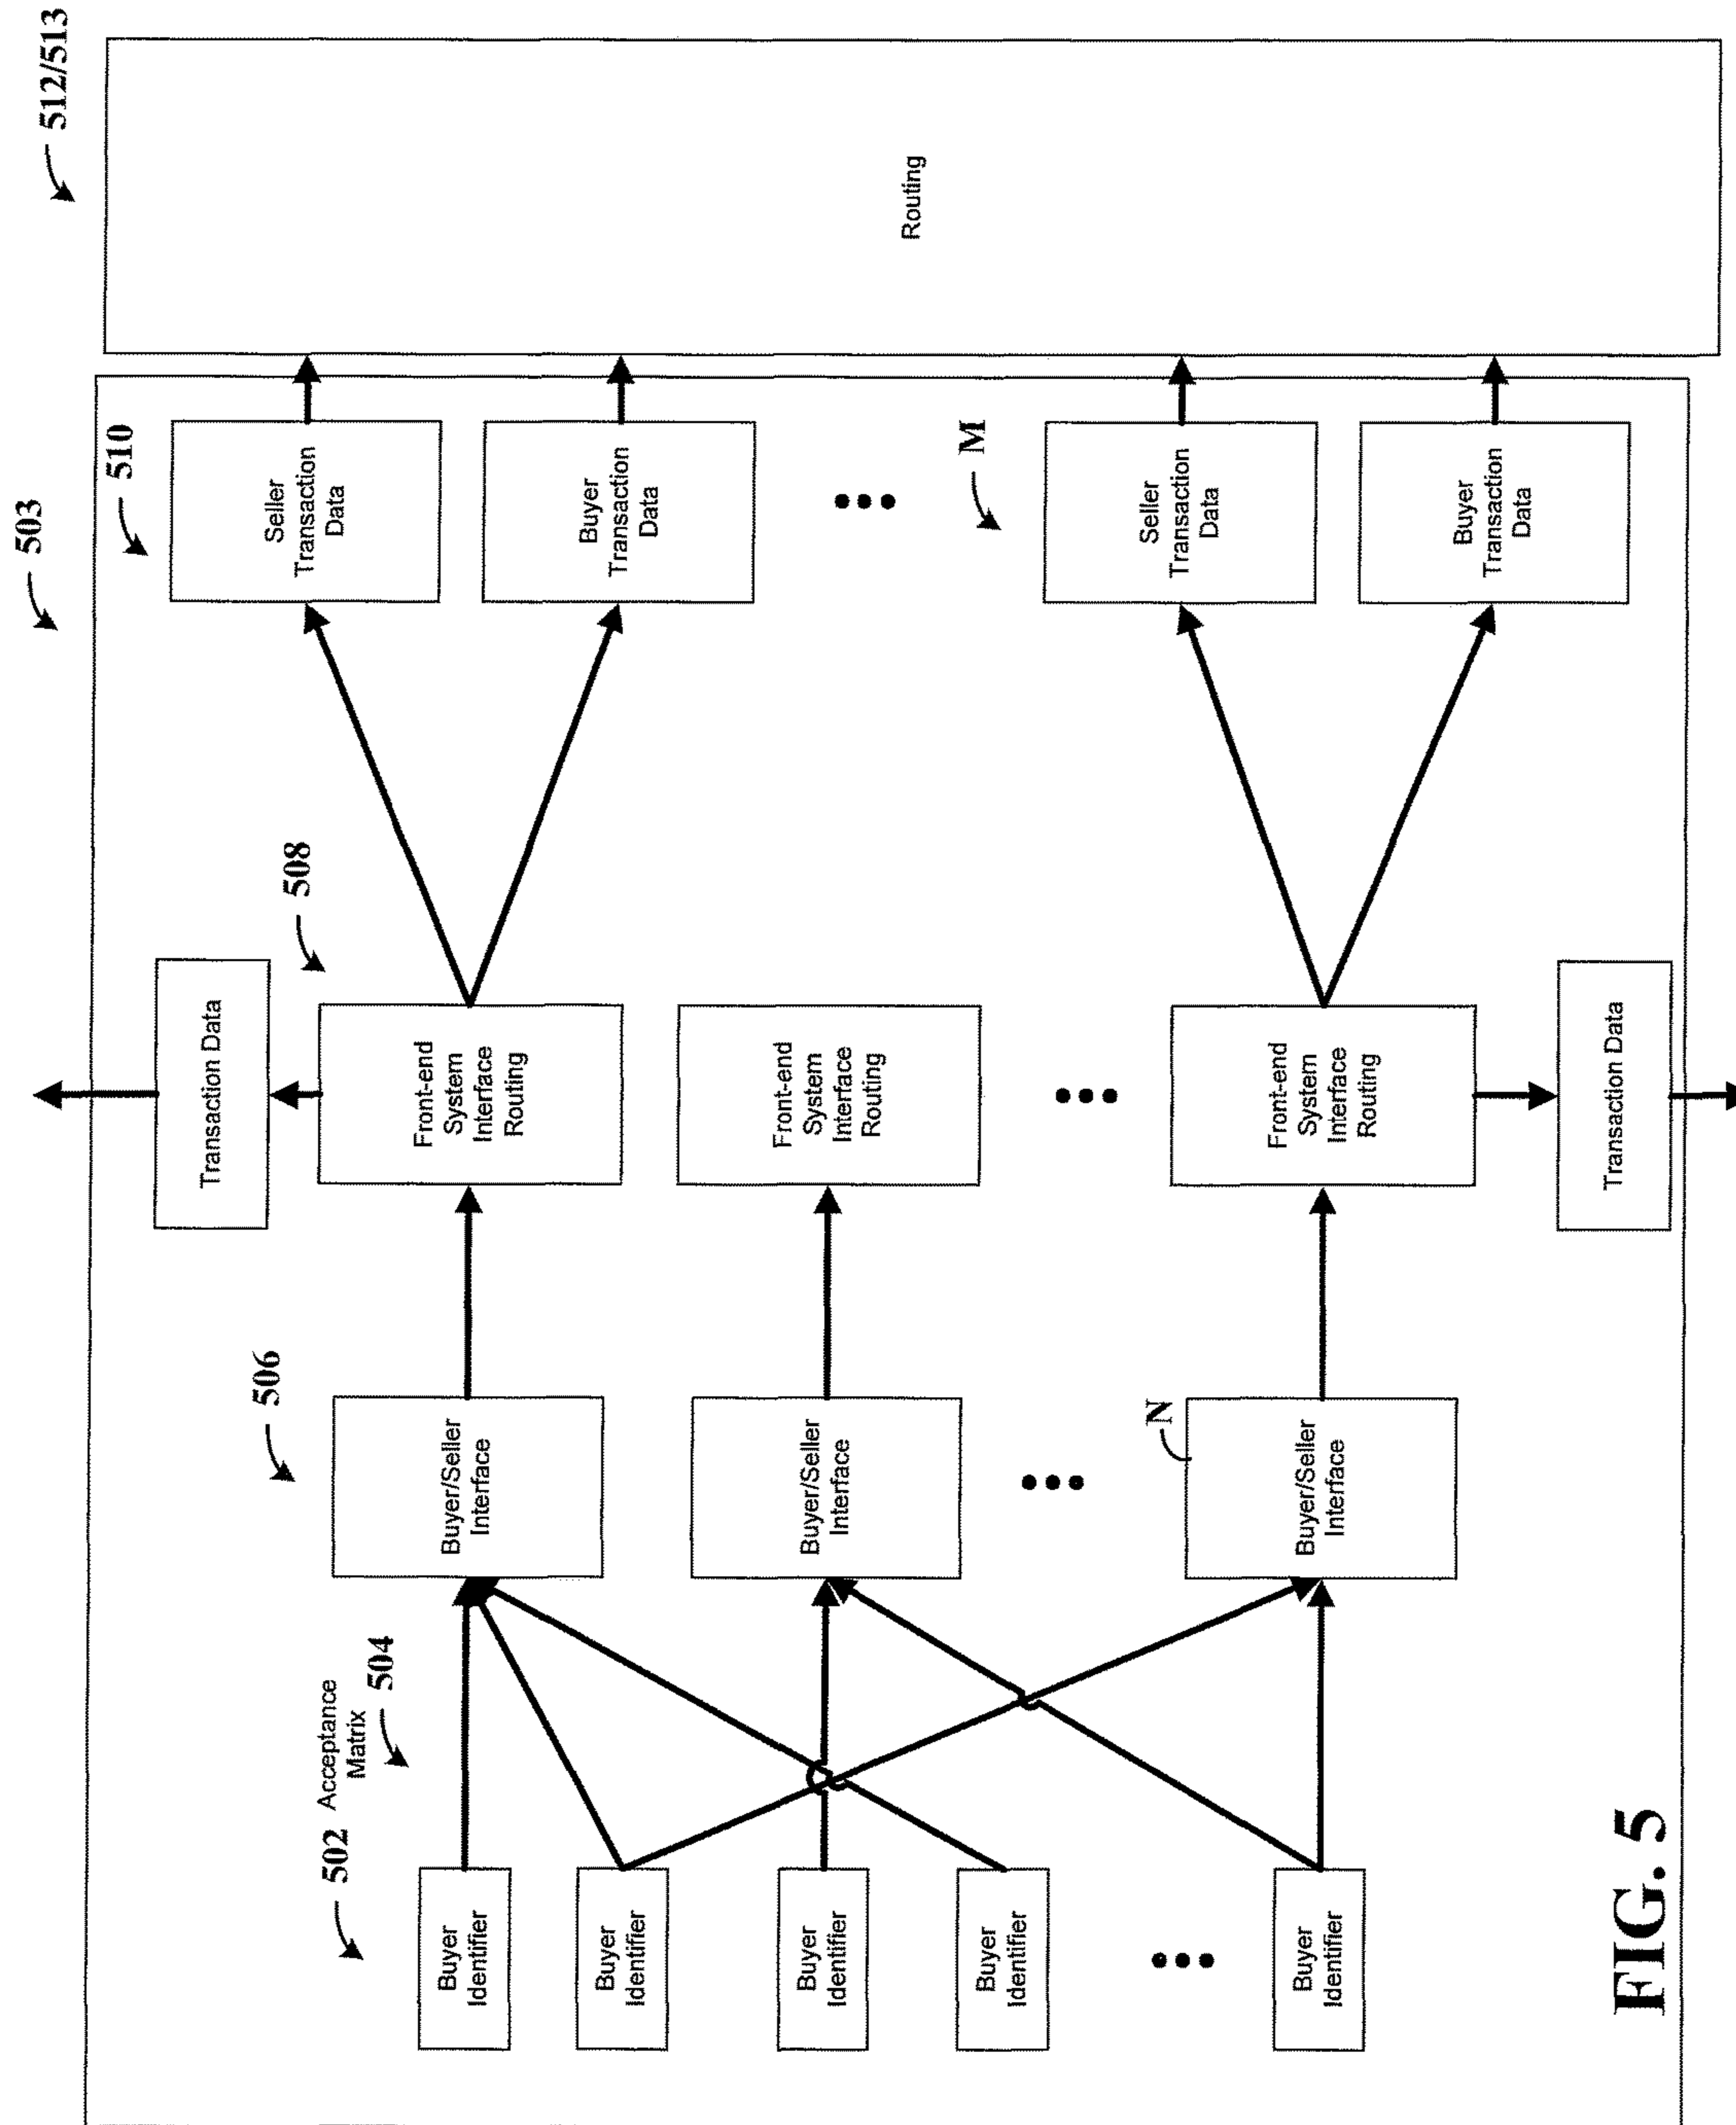 503
512/513
510
Seller
Transaction
Data
Buyer
Transaction
Data
M
Seller
Transaction
Data
Buyer
Transaction
Data
Routing
Transaction Data
508
Front-end
System
Interface
Routing
Front-end
System
Interface
Routing
Front-end
System
Interface
Routing
Transaction Data
506
Buyer/Seller
Interface
Buyer/Seller
Interface
N
Buyer/Seller
Interface
502
Acceptance
Matrix
504
Buyer
Identifier
Buyer
Identifier
Buyer
Identifier
Buyer
Identifier
Buyer
Identifier
FIG. 5